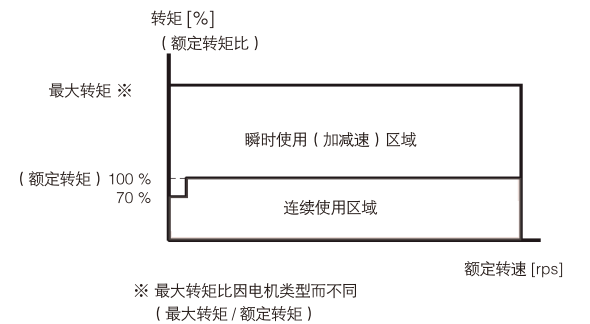 转矩 [%]
（额定转矩比）
最大转矩 ※
瞬时使用（加减速）区域
（额定转矩）100 %
70 %
连续使用区域
额定转速 [rps]
※ 最大转矩比因电机类型而不同
（最大转矩 / 额定转矩）